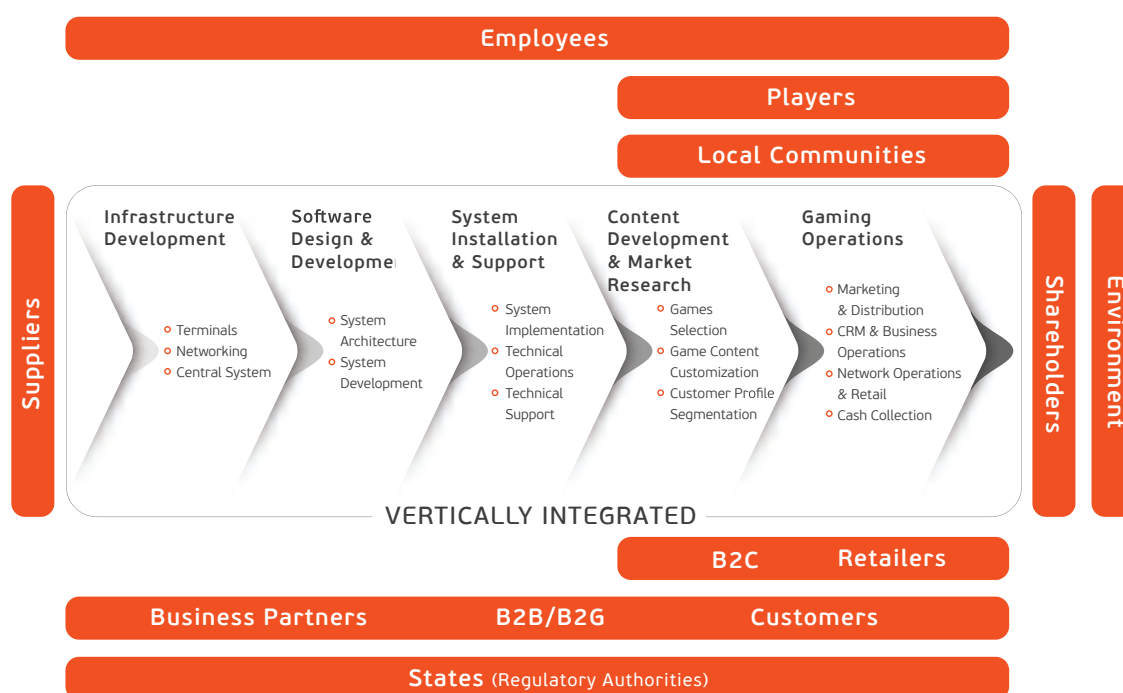 Employees
Players
Local Communities
Suppliers
Infrastructure
Development
Terminals
Networking
Central System
Software
Design &
Developme
System
Architecture
System
Development
System
Installation
& Support
System
Implementation
Technical
Operations
Technical
Support
Content
Development
& Market
Research
Games
Selection
Game Content
Customization
Customer Profile
Segmentation
Gaming
Operations
Marketing
& Distribution
CRM & Business
Operations
Network Operations
& Retail
Cash Collection
Shareholders
Environment
VERTICALLY INTEGRATED
B2C Retailers
Business Partners B2B/B2G Customers
States (Regulatory Authorities)